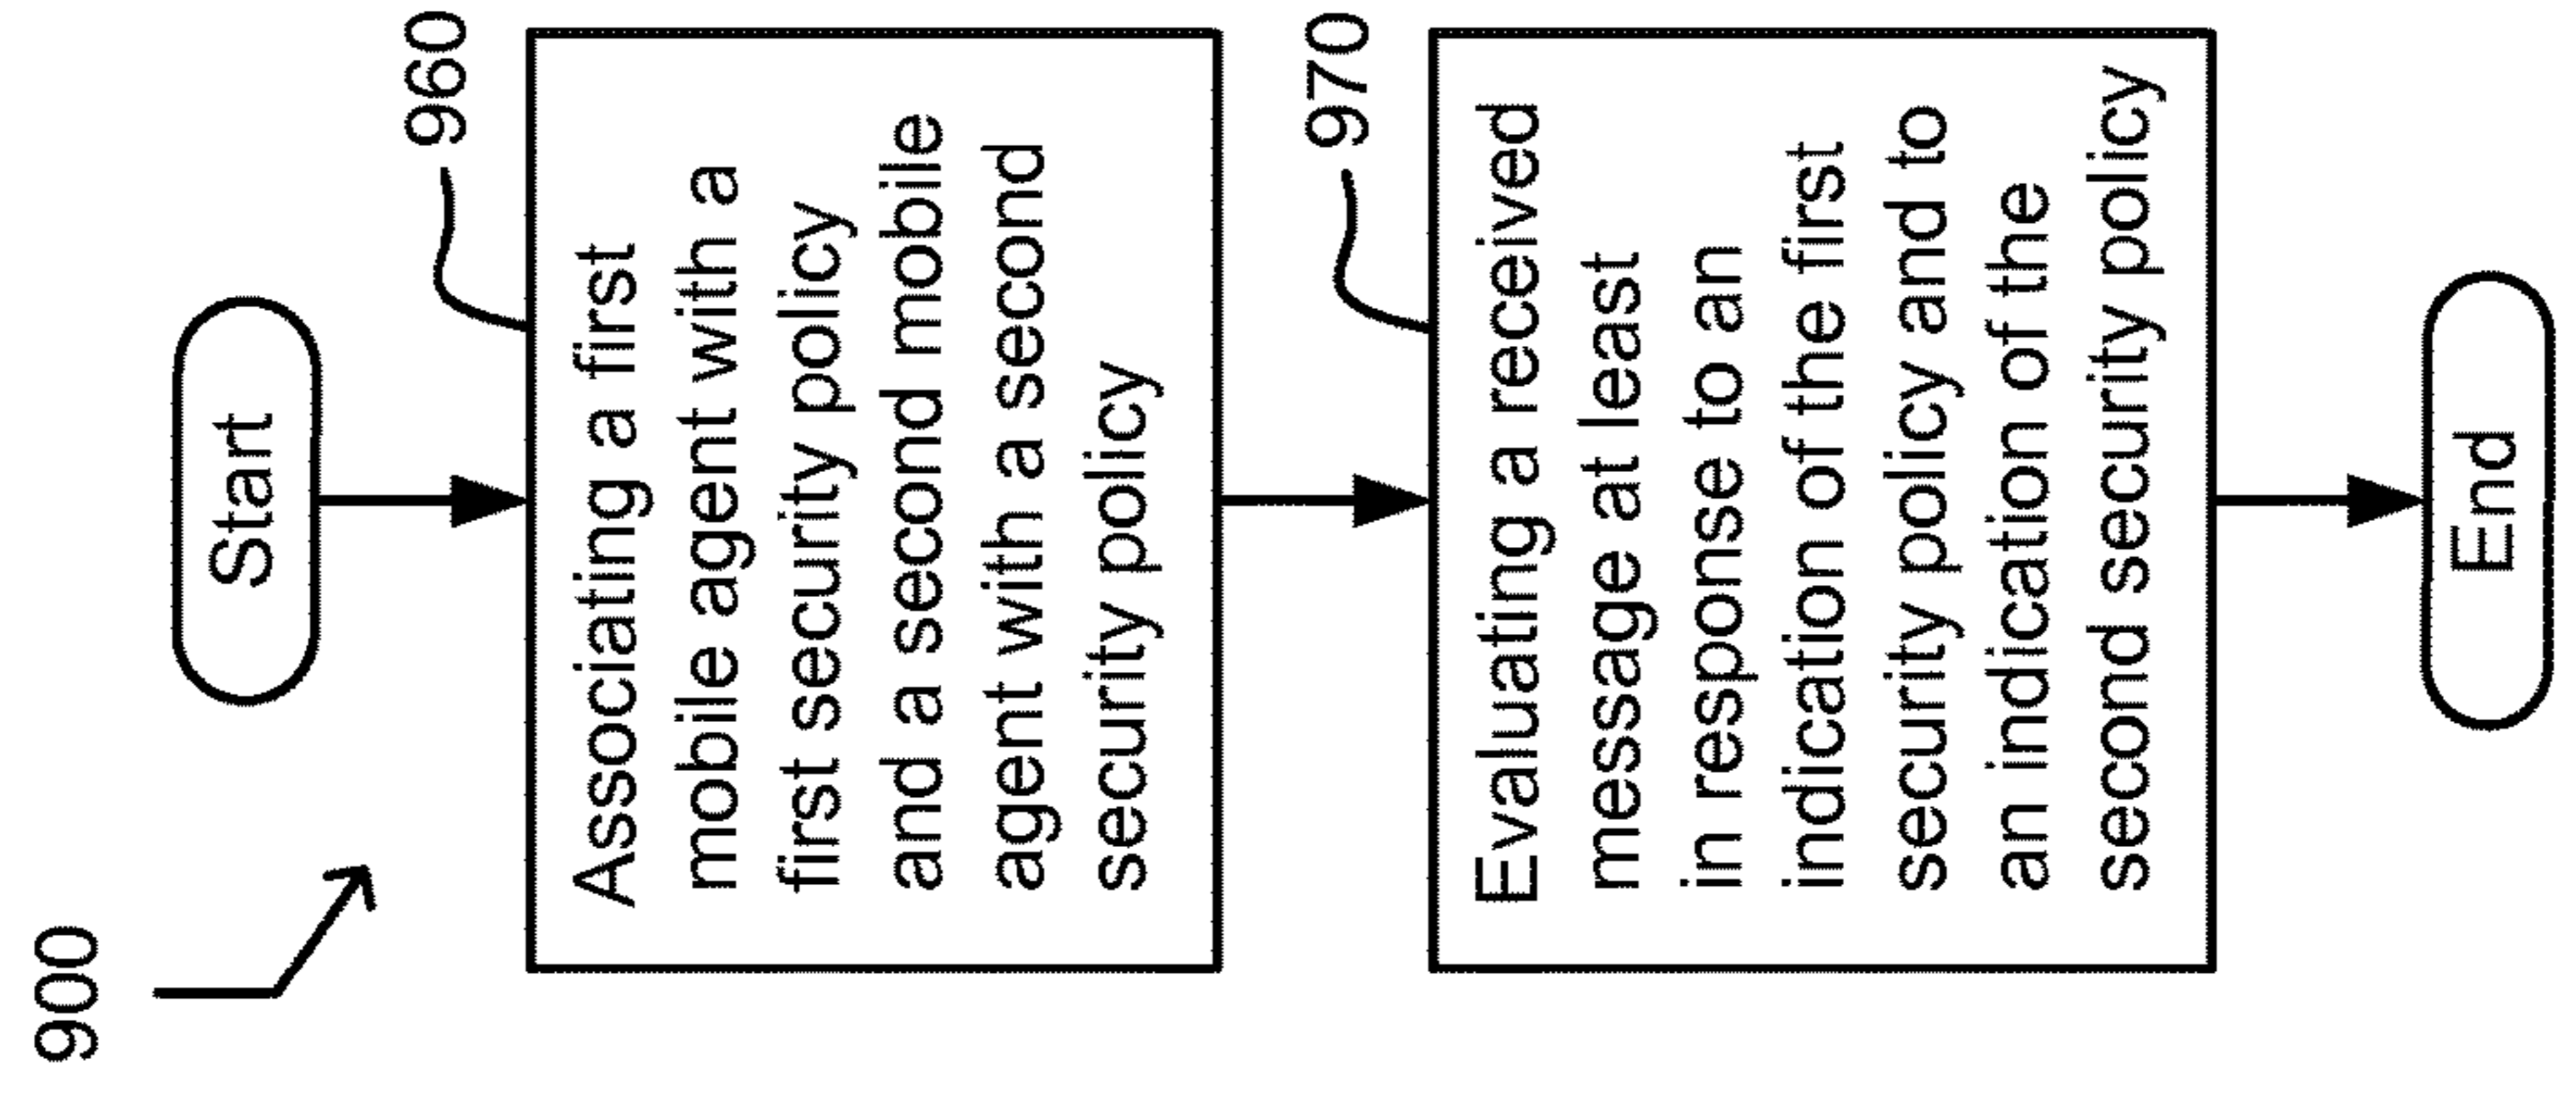 900
Start
960
Associating a first
mobile agent with a
first security policy
and a second mobile
agent with a second
security policy
970
Evaluating a received
message at least
in response to an
indication of the first
security policy and to
an indication of the
second security policy
End